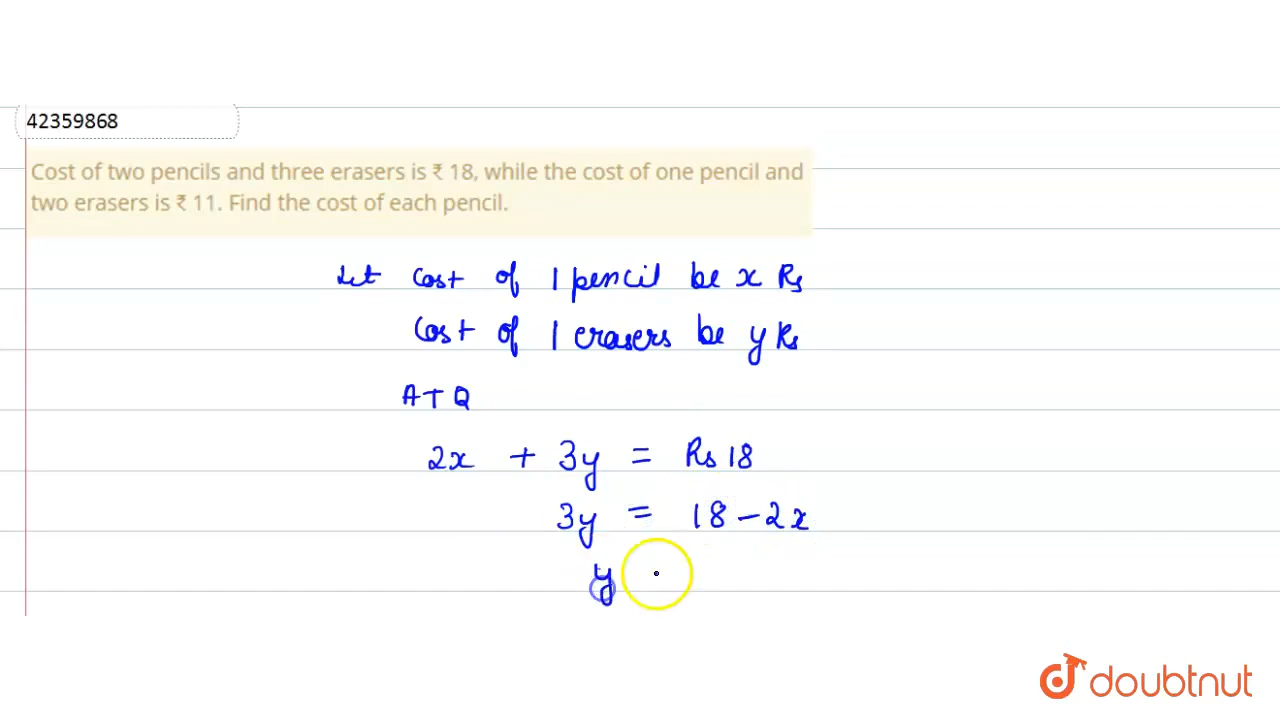 42359868
Cost of two pencils and three erasers is ₹ 18, while the cost of one pencil and
two erasers is ₹ 11. Find the cost of each pencil.
Let cost of 1 pencil be x Rs
Cost of 1 erasers be y Rs
ATQ
2x + 3y = Rs 18
3y = 18 - 2x
y
doubtnut